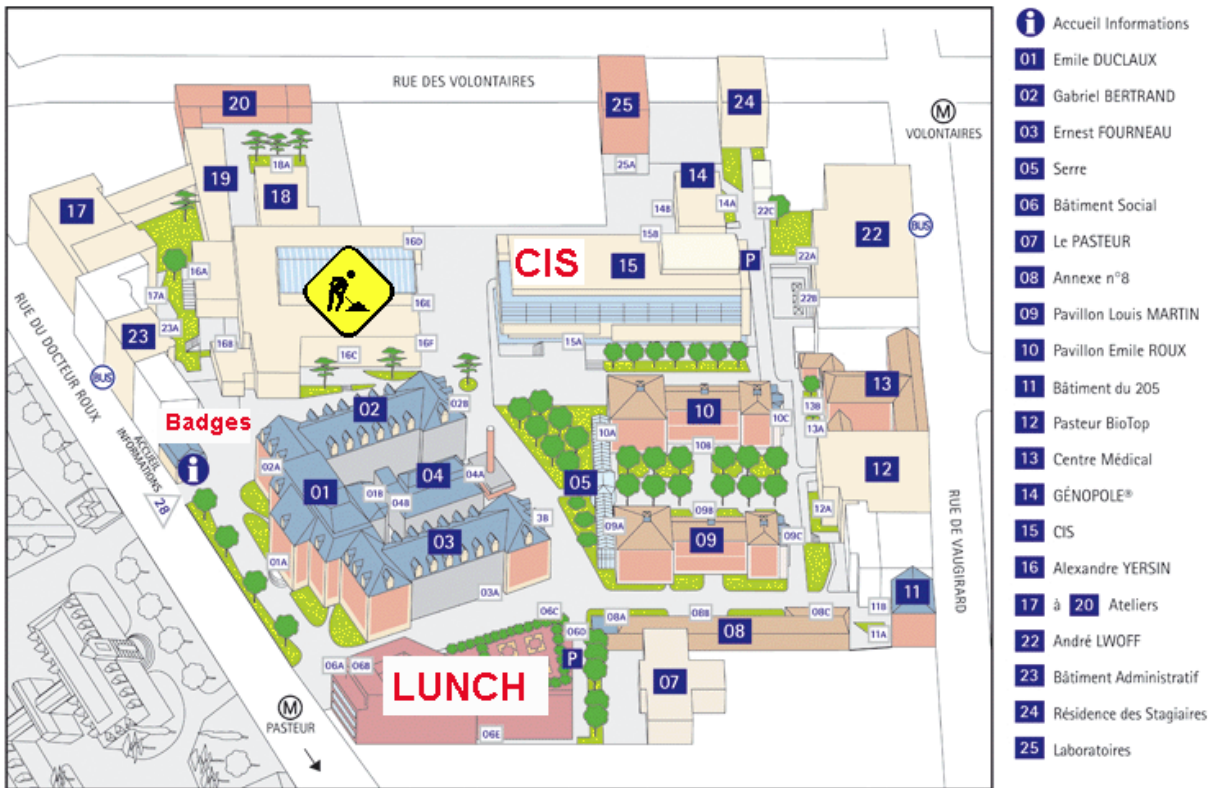 RUE DES VOLONTAIRES
20
25
24
M
VOLONTAIRES
25A
18A
19
18
14
17
14B
14A
22C
22
BUS
16D
15B
CIS
15
P
22A
16A
17A
16E
22B
23A
23
16B
16C
16F
15A
RUE DU DOCTEUR ROUX
BUS
13
02
02B
10
10C
13B
13A
Badges
10A
10B
ACCUEIL
INFORMATIONS
i
28
02A
01
01B
04
04A
04B
05
12
09A
09B
12A
03
3B
09
09C
01A
03A
RUE DE VAUGIRARD
11
11B
11A
06C
06D
08A
08B
08C
08
P
06A
06B
LUNCH
07
M
PASTEUR
06E
i Accueil Informations
01 Emile DUCLAUX
02 Gabriel BERTRAND
03 Ernest FOURNEAU
05 Serre
06 Bâtiment Social
07 Le PASTEUR
08 Annexe n°8
09 Pavillon Louis MARTIN
10 Pavillon Emile ROUX
11 Bâtiment du 205
12 Pasteur BioTop
13 Centre Médical
14 GÉNOPOLE®
15 CIS
16 Alexandre YERSIN
17 à 20 Ateliers
22 André LWOFF
23 Bâtiment Administratif
24 Résidence des Stagiaires
25 Laboratoires